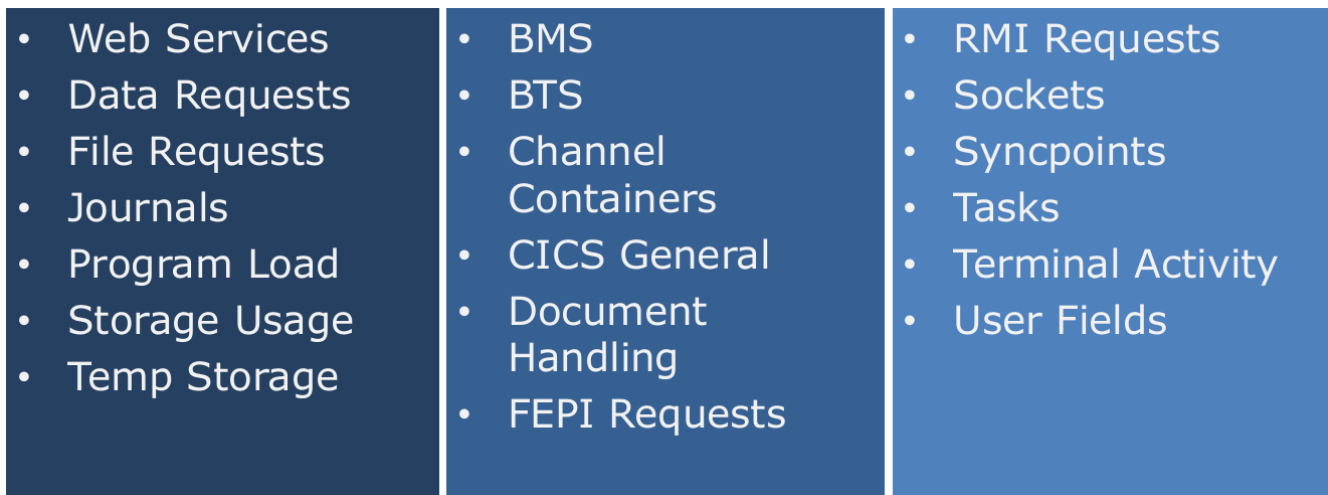 • Web Services
• Data Requests
• File Requests
• Journals
• Program Load
• Storage Usage
• Temp Storage
• BMS
• BTS
• Channel
Containers
• CICS General
• Document
Handling
• FEPI Requests
• RMI Requests
• Sockets
• Syncpoints
• Tasks
• Terminal Activity
• User Fields